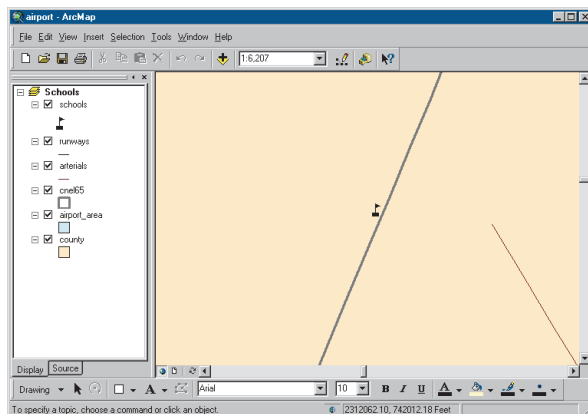 airport - ArcMap
File Edit View Insert Selection Tools Window Help
1:6,207
Schools
schools
runways
arterials
cnel65
airport_area
county
Display Source
Drawing A Arial 10 B I U A
To specify a topic, choose a command or click an object. 2312062.10, 742012.18 Feet